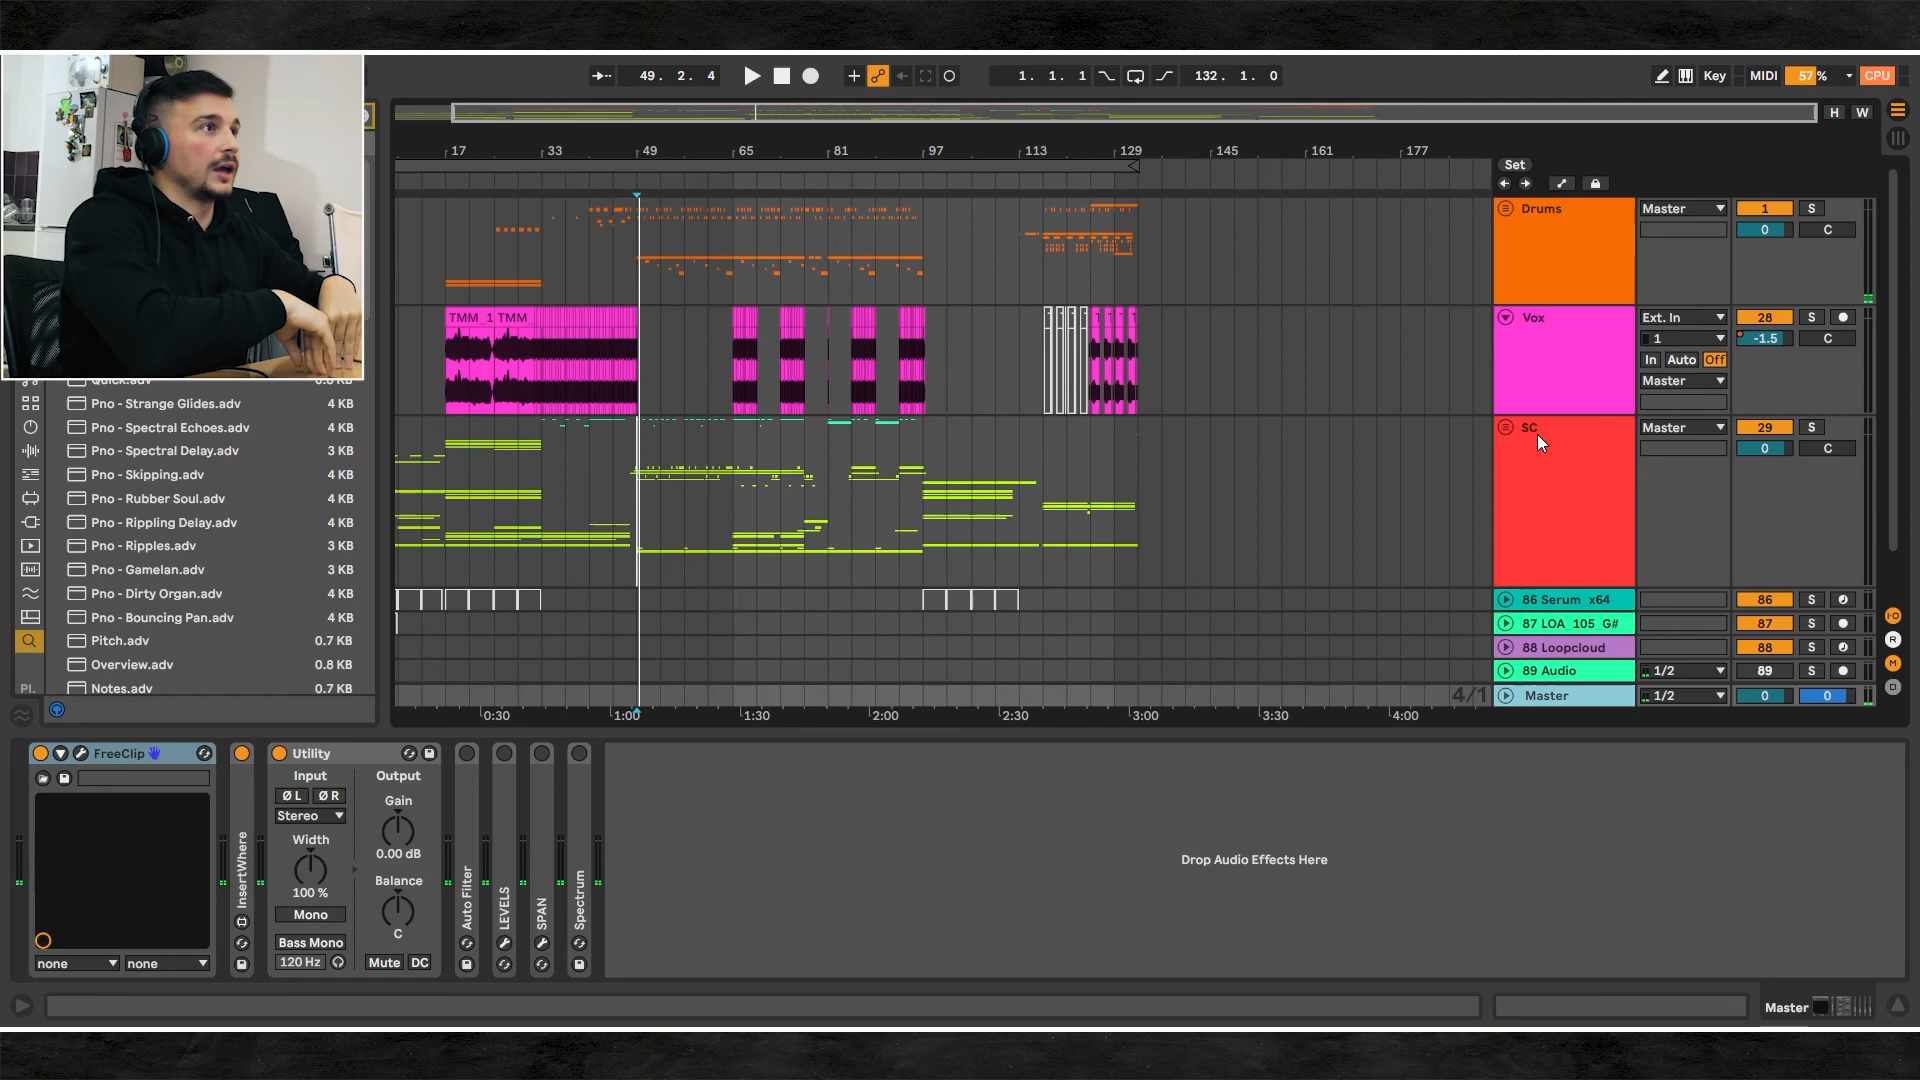 49. 2. 4
1. 1. 1
132. 1. 0
Key
MIDI
57 %
CPU
H W
17 33 49 65 81 97 113 129 145 161 177
Set
Drums
Master
1 S
0 C
TMM_1 TMM_
Vox
Ext. In
28 S
1
-1.5 C
In Auto Off
Master
SC
Master
29 S
0 C
Pno - Strange Glides.adv 4 KB
Pno - Spectral Echoes.adv 4 KB
Pno - Spectral Delay.adv 3 KB
Pno - Skipping.adv 4 KB
Pno - Rubber Soul.adv 4 KB
Pno - Rippling Delay.adv 4 KB
Pno - Ripples.adv 3 KB
Pno - Gamelan.adv 3 KB
Pno - Dirty Organ.adv 4 KB
Pno - Bouncing Pan.adv 4 KB
Pitch.adv 0.7 KB
Overview.adv 0.8 KB
Notes.adv 0.7 KB
Pl.
86 Serum_x64 86 S
87 LOA_105_G# 87 S
88 Loopcloud 88 S
89 Audio 1/2 89 S
4/1 Master 1/2 0 0
R
M
D
0:30 1:00 1:30 2:00 2:30 3:00 3:30 4:00
FreeClip
none none
InsertWhere
Utility
Input Output
Ø L Ø R Gain
Stereo
Width 0.00 dB
100 % Balance
Mono C
Bass Mono
120 Hz Mute DC
Auto Filter
LEVELS
SPAN
Spectrum
Drop Audio Effects Here
Master